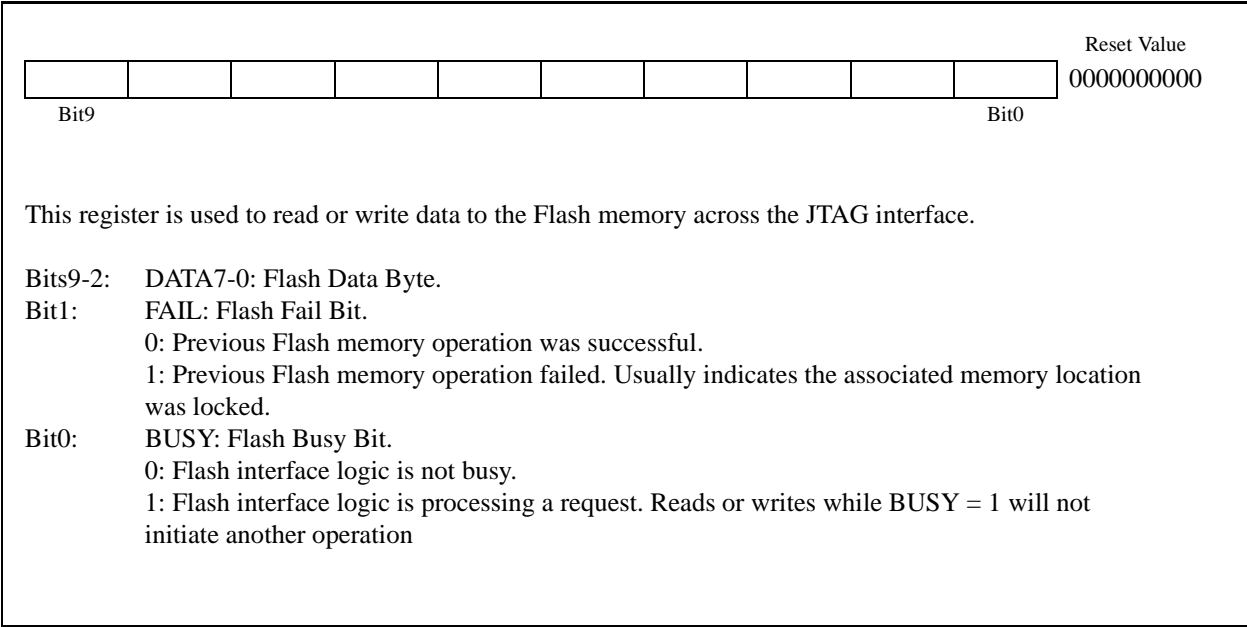 Reset Value
0000000000
Bit9 Bit0
This register is used to read or write data to the Flash memory across the JTAG interface.
Bits9-2: DATA7-0: Flash Data Byte.
Bit1: FAIL: Flash Fail Bit.
0: Previous Flash memory operation was successful.
1: Previous Flash memory operation failed. Usually indicates the associated memory location
was locked.
Bit0: BUSY: Flash Busy Bit.
0: Flash interface logic is not busy.
1: Flash interface logic is processing a request. Reads or writes while BUSY = 1 will not
initiate another operation